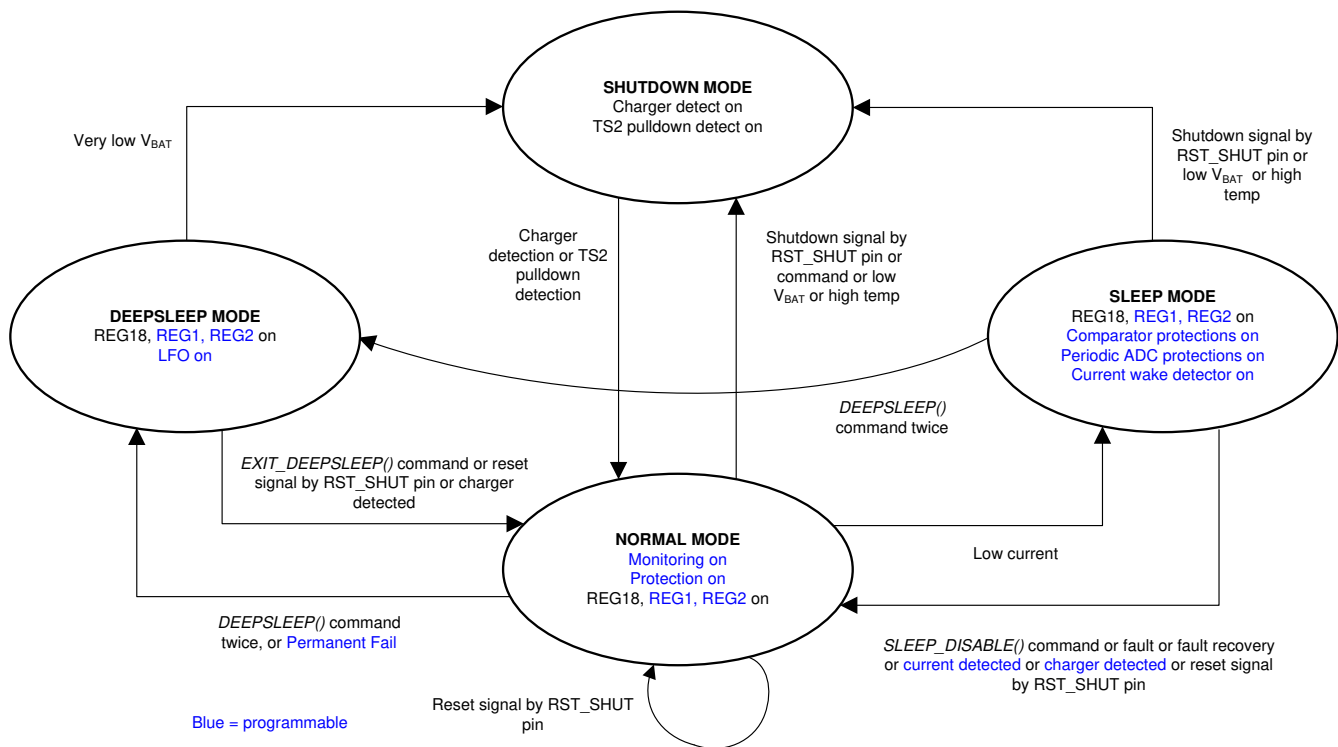 SHUTDOWN MODE
Charger detect on
TS2 pulldown detect on
Very low VBAT
Shutdown signal by
RST_SHUT pin or
low VBAT or high
temp
Charger
detection or TS2
pulldown
detection
Shutdown signal by
RST_SHUT pin or
command or low
VBAT or high temp
DEEPSLEEP MODE
REG18, REG1, REG2 on
LFO on
SLEEP MODE
REG18, REG1, REG2 on
Comparator protections on
Periodic ADC protections on
Current wake detector on
DEEPSLEEP()
command twice
EXIT_DEEPSLEEP() command or reset
signal by RST_SHUT pin or charger
detected
NORMAL MODE
Monitoring on
Protection on
REG18, REG1, REG2 on
Low current
DEEPSLEEP() command
twice, or Permanent Fail
SLEEP_DISABLE() command or fault or fault recovery
or current detected or charger detected or reset signal
by RST_SHUT pin
Reset signal by RST_SHUT
pin
Blue = programmable